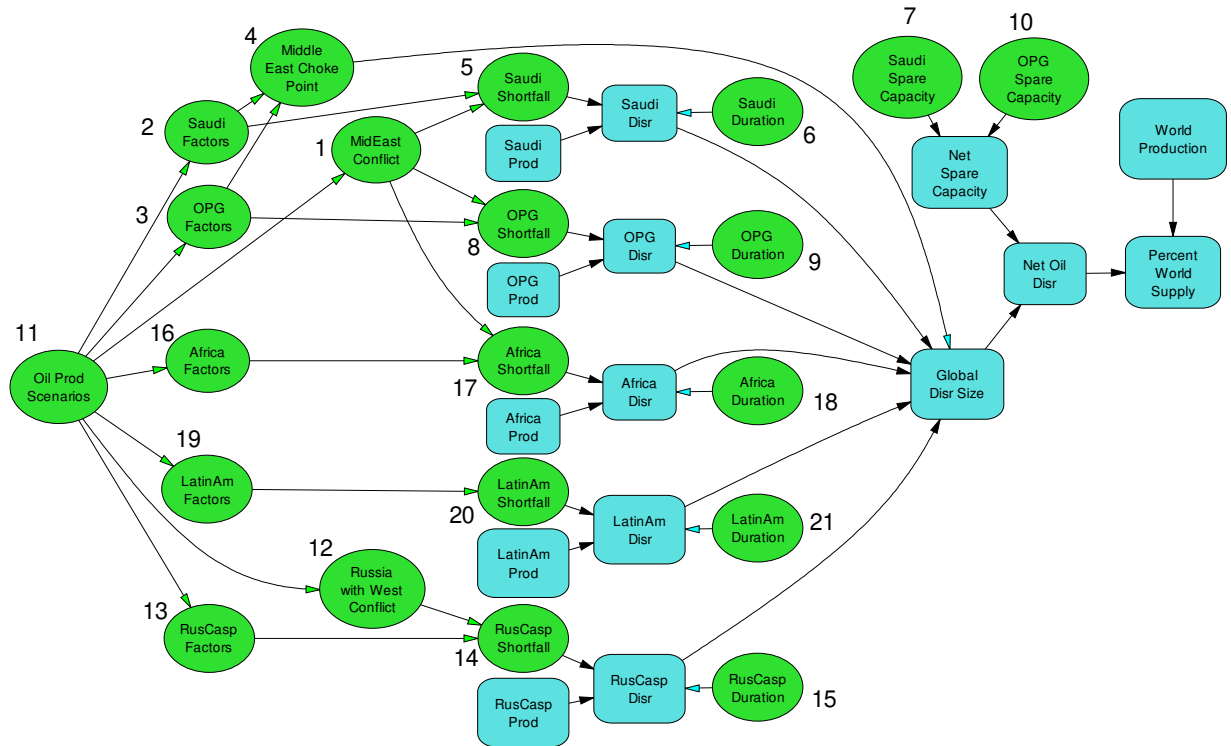 7
10
4
Middle
East Choke
Point
5
Saudi
Shortfall
Saudi
Spare
Capacity
OPG
Spare
Capacity
Saudi
Disr
Saudi
Duration
6
World
Production
2
Saudi
Factors
1
MidEast
Conflict
Saudi
Prod
Net
Spare
Capacity
3
OPG
Factors
OPG
Shortfall
8
OPG
Disr
OPG
Duration
9
OPG
Prod
Net Oil
Disr
Percent
World
Supply
11
Oil Prod
Scenarios
16
Africa
Factors
Africa
Shortfall
17
Africa
Disr
Africa
Duration
18
Africa
Prod
Global
Disr Size
19
LatinAm
Factors
LatinAm
Shortfall
20
LatinAm
Disr
LatinAm
Duration
21
LatinAm
Prod
12
Russia
with West
Conflict
13
RusCasp
Factors
RusCasp
Shortfall
14
RusCasp
Disr
RusCasp
Duration
15
RusCasp
Prod